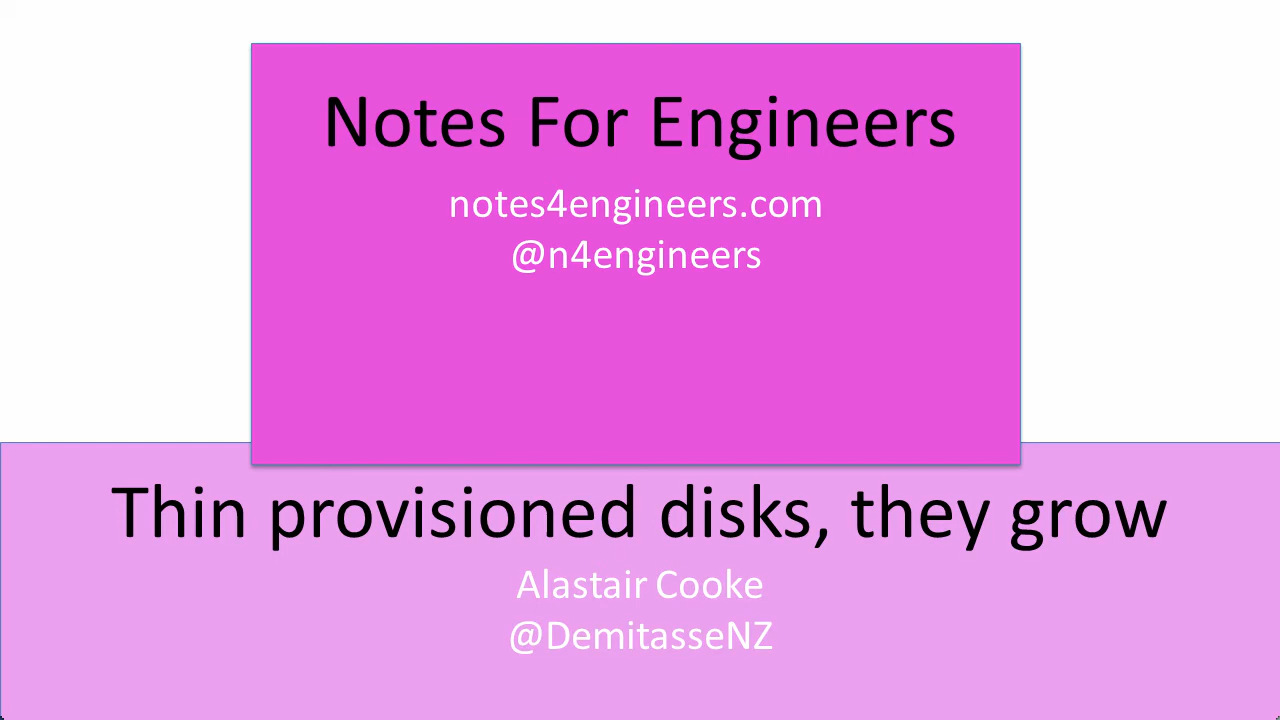 Notes For Engineers
notes4engineers.com
@n4engineers
Thin provisioned disks, they grow
Alastair Cooke
@DemitasseNZ